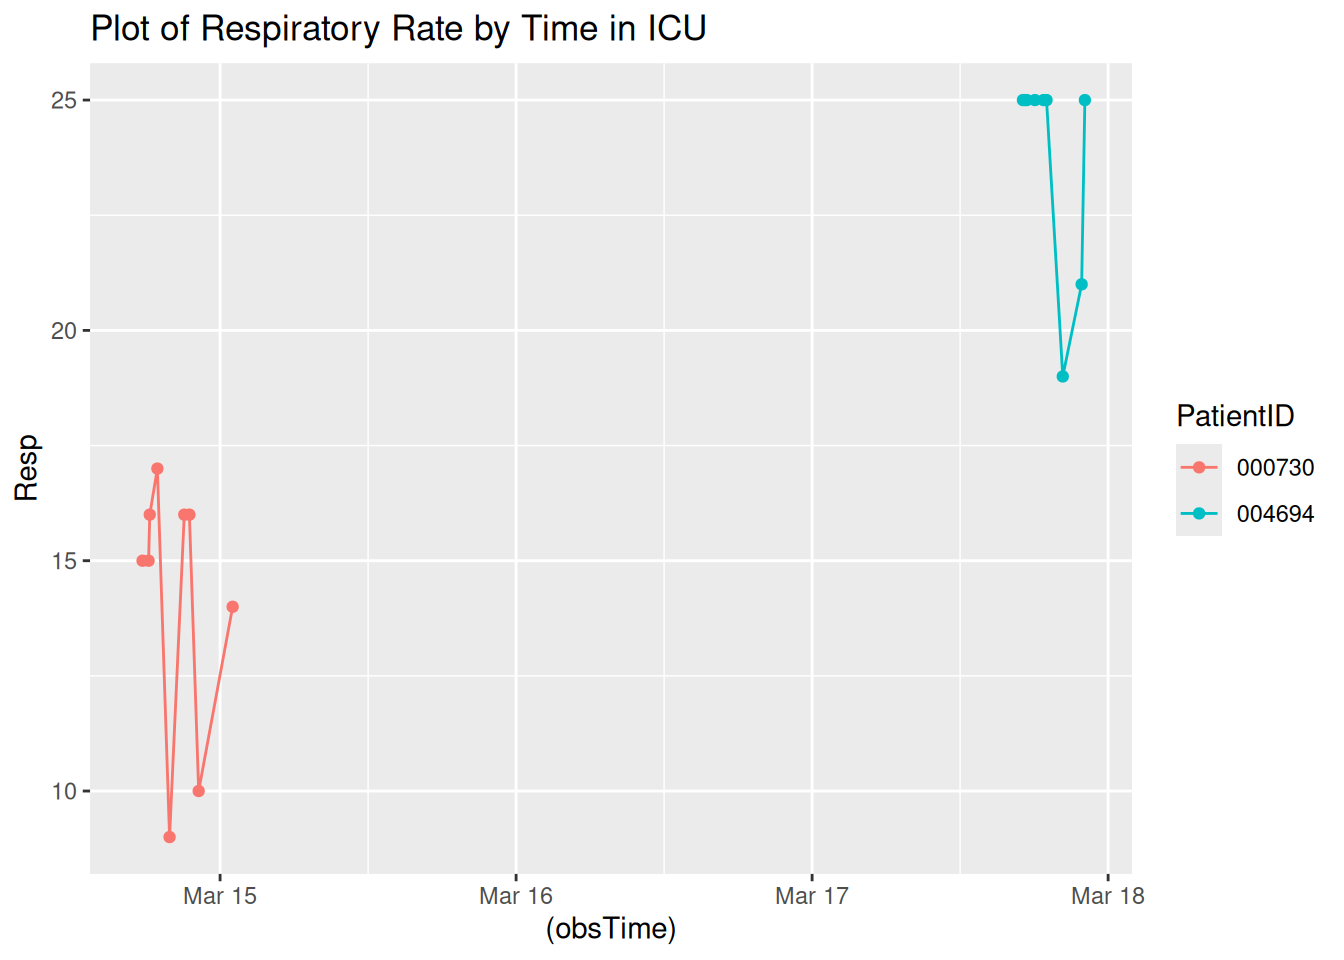 Plot of Respiratory Rate by Time in ICU
25
20
15
10
Resp
Mar 15
Mar 16
Mar 17
Mar 18
(obsTime)
PatientID
000730
004694